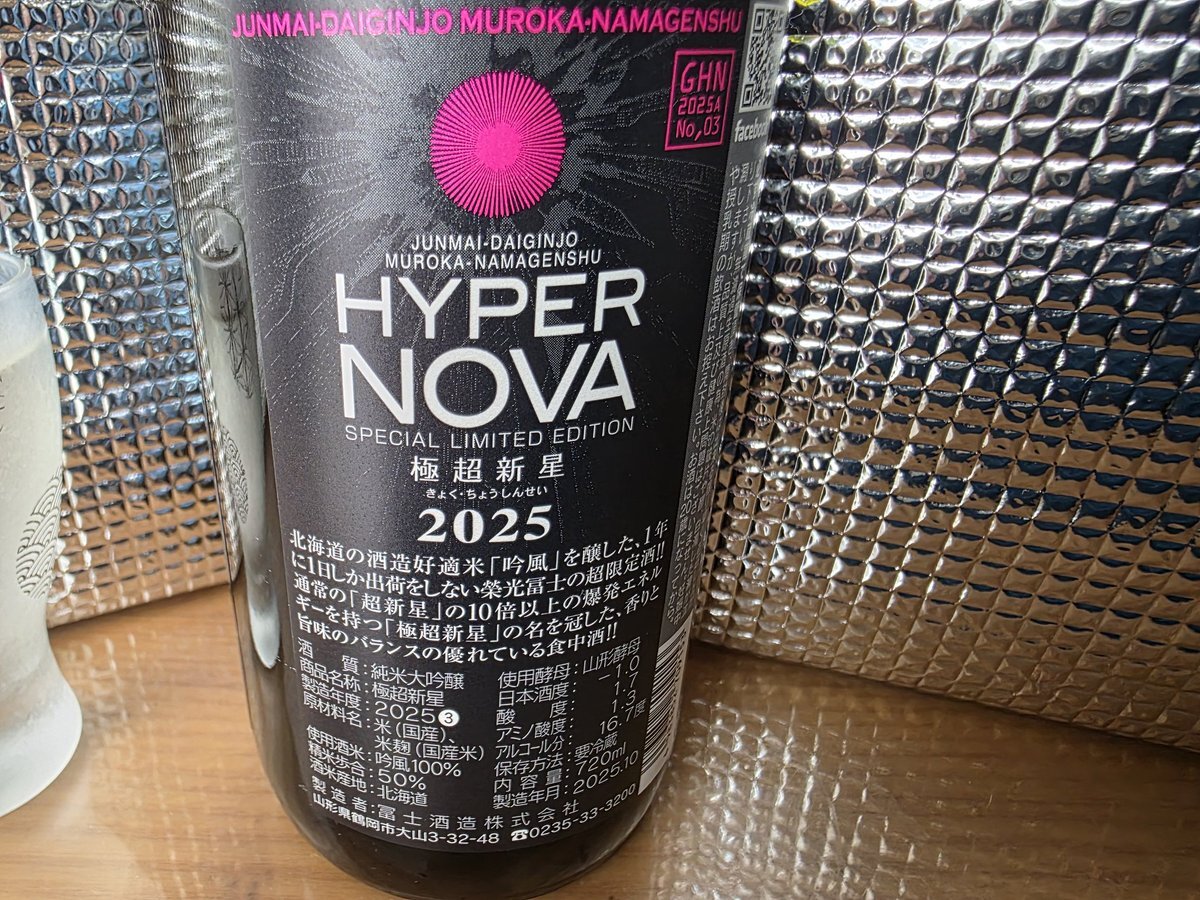 JUNMAI-DAIGINJO MUROKA-NAMAGENSHU
GHN
2025A
No,03
facebook
JUNMAI-DAIGINJO
MUROKA-NAMAGENSHU
HYPER
NOVA
SPECIAL LIMITED EDITION
極超新星
きょく・ちょうしんせい
2025
北海道の酒造好適米「吟風」を醸した、1年
に1日しか出荷をしない榮光冨士の超限定酒!!
通常の「超新星」の10倍以上の爆発エネル
ギーを持つ「極超新星」の名を冠した、香りと
旨味のバランスの優れている食中酒!!
酒質:純米大吟醸
商品名称:極超新星
製造年度:2025③
原材料名:米(国産)、
米麹(国産米)
使用酒米:吟風100%
精米歩合:50%
酒米産地:北海道
使用酵母:山形酵母
日本酒度:-1.0
酸度:1.7
アミノ酸度:1.3
アルコール分:16.7度
保存方法:要冷蔵
内容量:720ml
製造年月:2025.10
製造者:冨士酒造株式会社
山形県鶴岡市大山3-32-48 ☎0235-33-3200